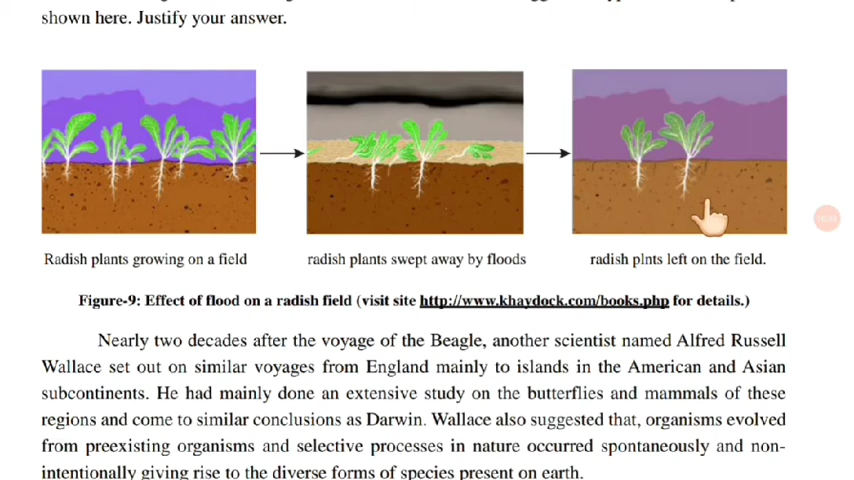 shown here. Justify your answer.
Radish plants growing on a field
radish plants swept away by floods
radish plnts left on the field.
Figure-9: Effect of flood on a radish field (visit site http://www.khaydock.com/books.php for details.)
Nearly two decades after the voyage of the Beagle, another scientist named Alfred Russell
Wallace set out on similar voyages from England mainly to islands in the American and Asian
subcontinents. He had mainly done an extensive study on the butterflies and mammals of these
regions and come to similar conclusions as Darwin. Wallace also suggested that, organisms evolved
from preexisting organisms and selective processes in nature occurred spontaneously and non-
intentionally giving rise to the diverse forms of species present on earth.